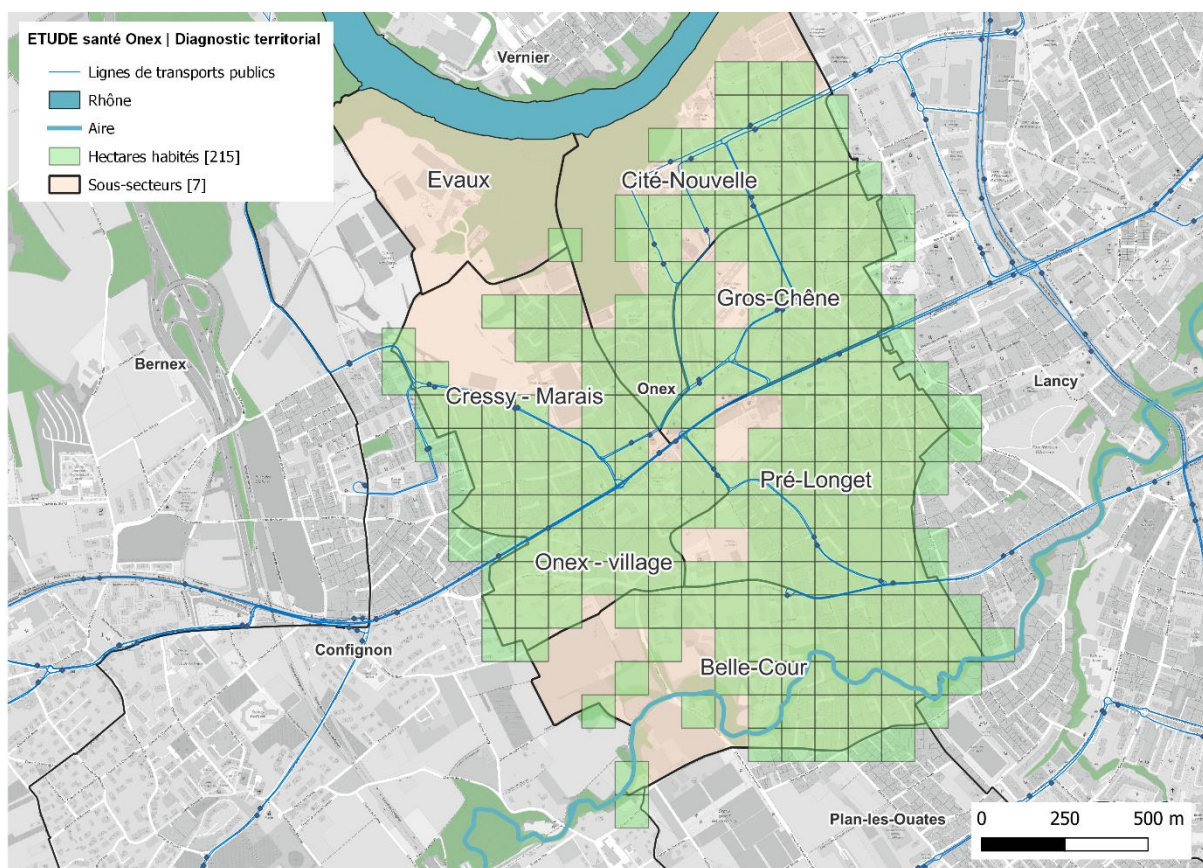 ETUDE santé Onex | Diagnostic territorial
Lignes de transports publics
Rhône
Aire
Hectares habités [215]
Sous-secteurs [7]
Vernier
Evaux
Cité-Nouvelle
Gros-Chêne
Bernex
Onex
Lancy
Cressy - Marais
Pré-Longet
Onex - village
Confignon
Belle-Cour
Plan-les-Ouates
0 250 500 m